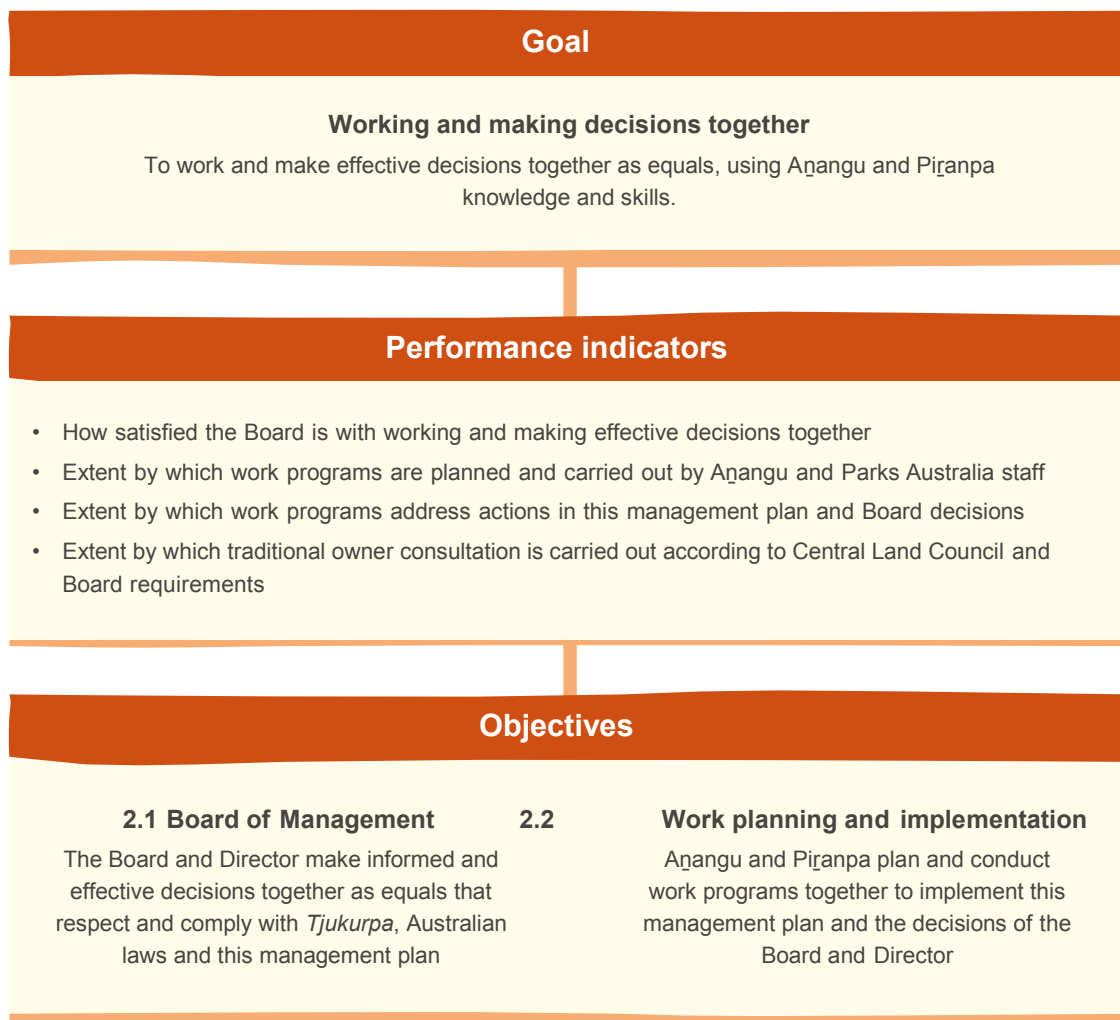 Goal
Working and making decisions together
To work and make effective decisions together as equals, using Aṉangu and Piṟanpa
knowledge and skills.
Performance indicators
• How satisfied the Board is with working and making effective decisions together
• Extent by which work programs are planned and carried out by Aṉangu and Parks Australia staff
• Extent by which work programs address actions in this management plan and Board decisions
• Extent by which traditional owner consultation is carried out according to Central Land Council and
Board requirements
Objectives
2.1 Board of Management
The Board and Director make informed and
effective decisions together as equals that
respect and comply with Tjukurpa, Australian
laws and this management plan
2.2 Work planning and implementation
Aṉangu and Piṟanpa plan and conduct
work programs together to implement this
management plan and the decisions of the
Board and Director